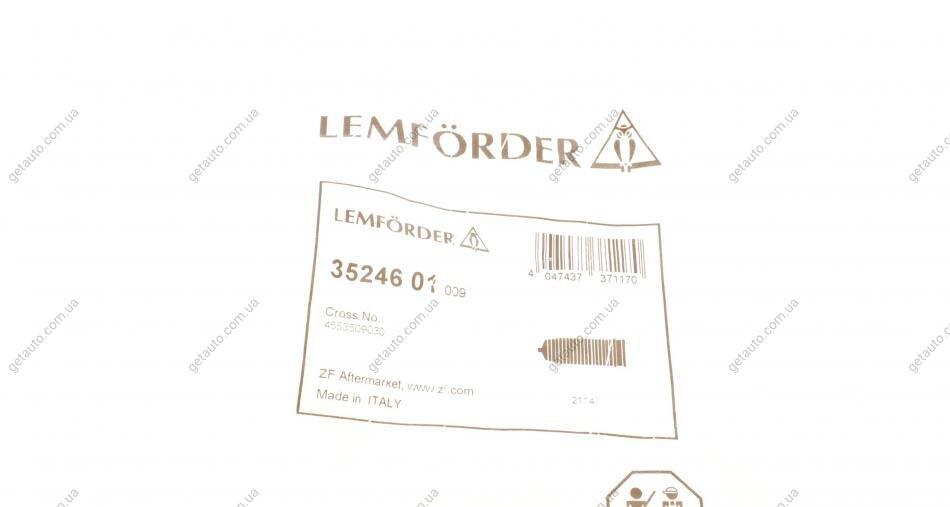 LEMFÖRDER
LEMFÖRDER
35246 01 009
4 047437 371170
Cross.No.:
4553509030
ZF Aftermarket, www.zf.com
Made in ITALY
getauto.com.ua